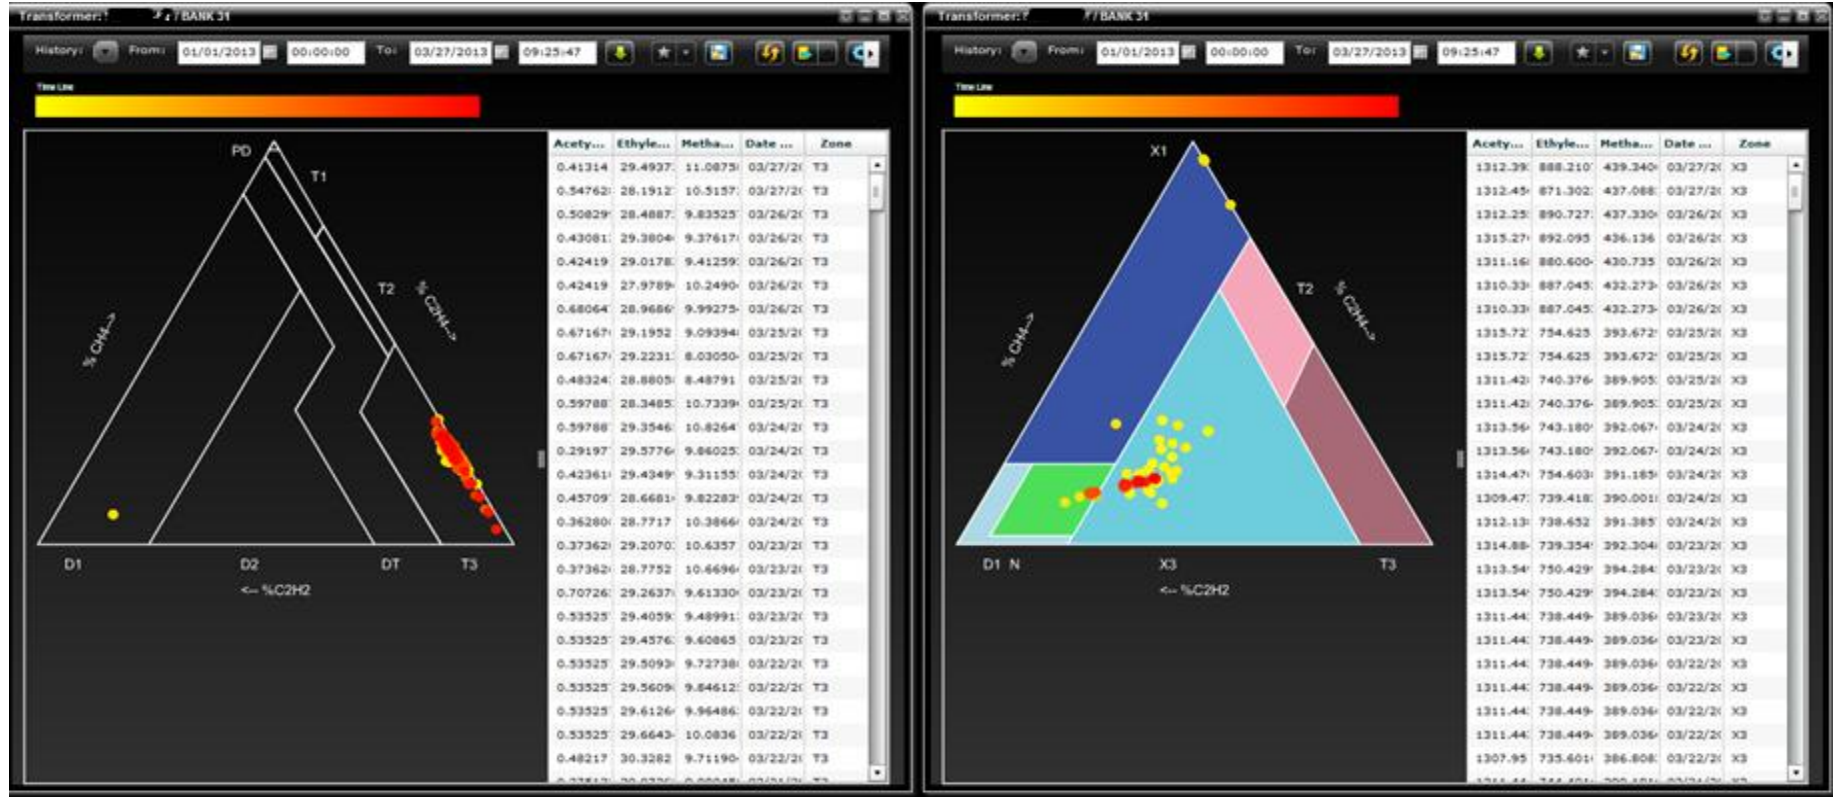 Transformer:
/ BANK 31
History: From: 01/01/2013 00:00:00 To: 03/27/2013 09:25:47
Time Line
PD
T1
T2
% C2H4-->
% CH4-->
D1 D2 DT T3
<-- %C2H2
Acety... Ethyle... Metha... Date ... Zone
0.41314 29.4937 11.0875 03/27/2 T3
0.54762 28.1912 10.5157 03/27/2 T3
0.50829 28.4887 9.83525 03/26/2 T3
0.43081 29.3804 9.37617 03/26/2 T3
0.42419 29.0178 9.41259 03/26/2 T3
0.42419 27.9789 10.2490 03/26/2 T3
0.68064 28.9686 9.99275 03/26/2 T3
0.67167 29.1952 9.09394 03/25/2 T3
0.67167 29.2231 8.03050 03/25/2 T3
0.48324 28.8805 8.48791 03/25/2 T3
0.59788 28.3485 10.7339 03/25/2 T3
0.59788 29.3546 10.8264 03/24/2 T3
0.29197 29.5776 9.86025 03/24/2 T3
0.42361 29.4349 9.31155 03/24/2 T3
0.45709 28.6681 9.82283 03/24/2 T3
0.36280 28.7717 10.3866 03/24/2 T3
0.37362 29.2070 10.6357 03/23/2 T3
0.37362 28.7752 10.6696 03/23/2 T3
0.70726 29.2637 9.61330 03/23/2 T3
0.53525 29.4059 9.48991 03/23/2 T3
0.53525 29.4576 9.60865 03/23/2 T3
0.53525 29.5093 9.72738 03/22/2 T3
0.53525 29.5609 9.84612 03/22/2 T3
0.53525 29.6126 9.96486 03/22/2 T3
0.53525 29.6643 10.0836 03/22/2 T3
0.48217 30.3282 9.71190 03/22/2 T3
Transformer:
/ BANK 31
History: From: 01/01/2013 00:00:00 To: 03/27/2013 09:25:47
Time Line
X1
T2
% C2H4-->
% CH4-->
D1 N X3 T3
<-- %C2H2
Acety... Ethyle... Metha... Date ... Zone
1312.39 888.210 439.340 03/27/2 X3
1312.45 871.302 437.088 03/27/2 X3
1312.25 890.727 437.330 03/26/2 X3
1315.27 892.095 436.136 03/26/2 X3
1311.16 880.600 430.735 03/26/2 X3
1310.33 887.045 432.273 03/26/2 X3
1310.33 887.045 432.273 03/26/2 X3
1315.72 754.625 393.672 03/25/2 X3
1315.72 754.625 393.672 03/25/2 X3
1311.42 740.376 389.905 03/25/2 X3
1311.42 740.376 389.905 03/25/2 X3
1313.56 743.180 392.067 03/24/2 X3
1313.56 743.180 392.067 03/24/2 X3
1314.47 754.603 391.185 03/24/2 X3
1309.47 739.418 390.001 03/24/2 X3
1312.13 738.652 391.385 03/24/2 X3
1314.88 739.354 392.304 03/23/2 X3
1313.54 750.429 394.284 03/23/2 X3
1313.54 750.429 394.284 03/23/2 X3
1311.44 738.449 389.036 03/23/2 X3
1311.44 738.449 389.036 03/23/2 X3
1311.44 738.449 389.036 03/22/2 X3
1311.44 738.449 389.036 03/22/2 X3
1311.44 738.449 389.036 03/22/2 X3
1311.44 738.449 389.036 03/22/2 X3
1307.95 735.601 386.808 03/22/2 X3